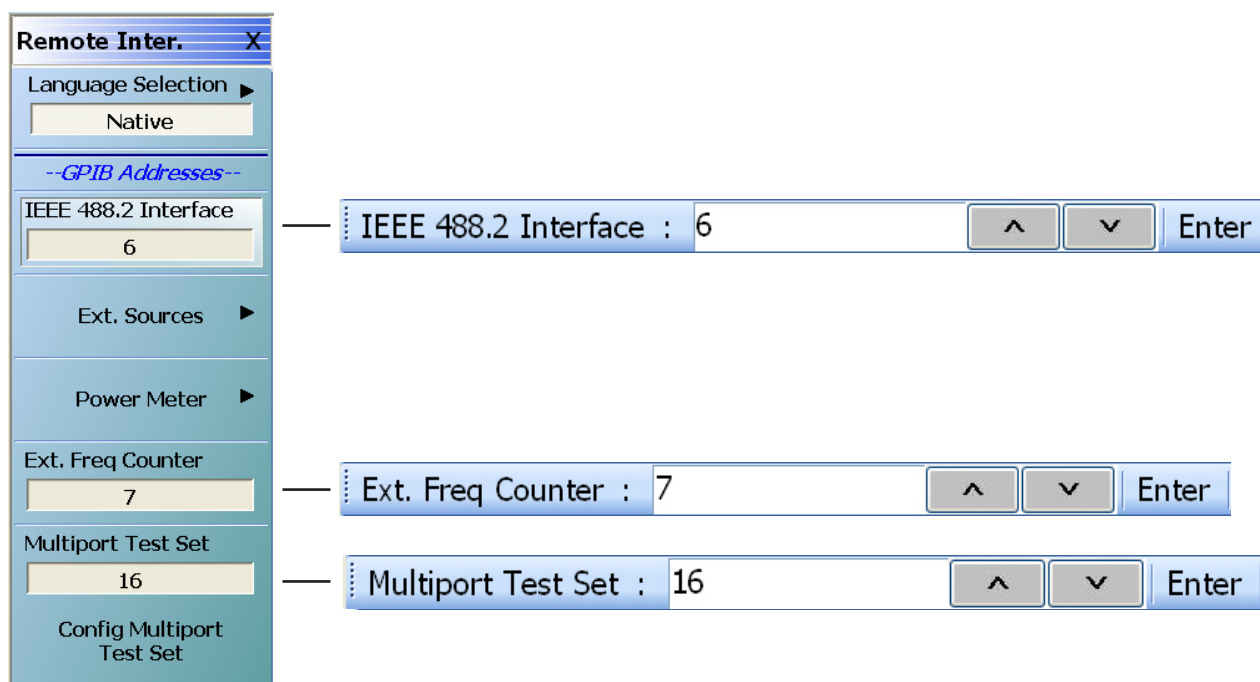 Remote Inter. X
Language Selection ▶
Native
--GPIB Addresses--
IEEE 488.2 Interface
6
IEEE 488.2 Interface : 6 ^ v Enter
Ext. Sources ▶
Power Meter ▶
Ext. Freq Counter
7
Ext. Freq Counter : 7 ^ v Enter
Multiport Test Set
16
Multiport Test Set : 16 ^ v Enter
Config Multiport
Test Set